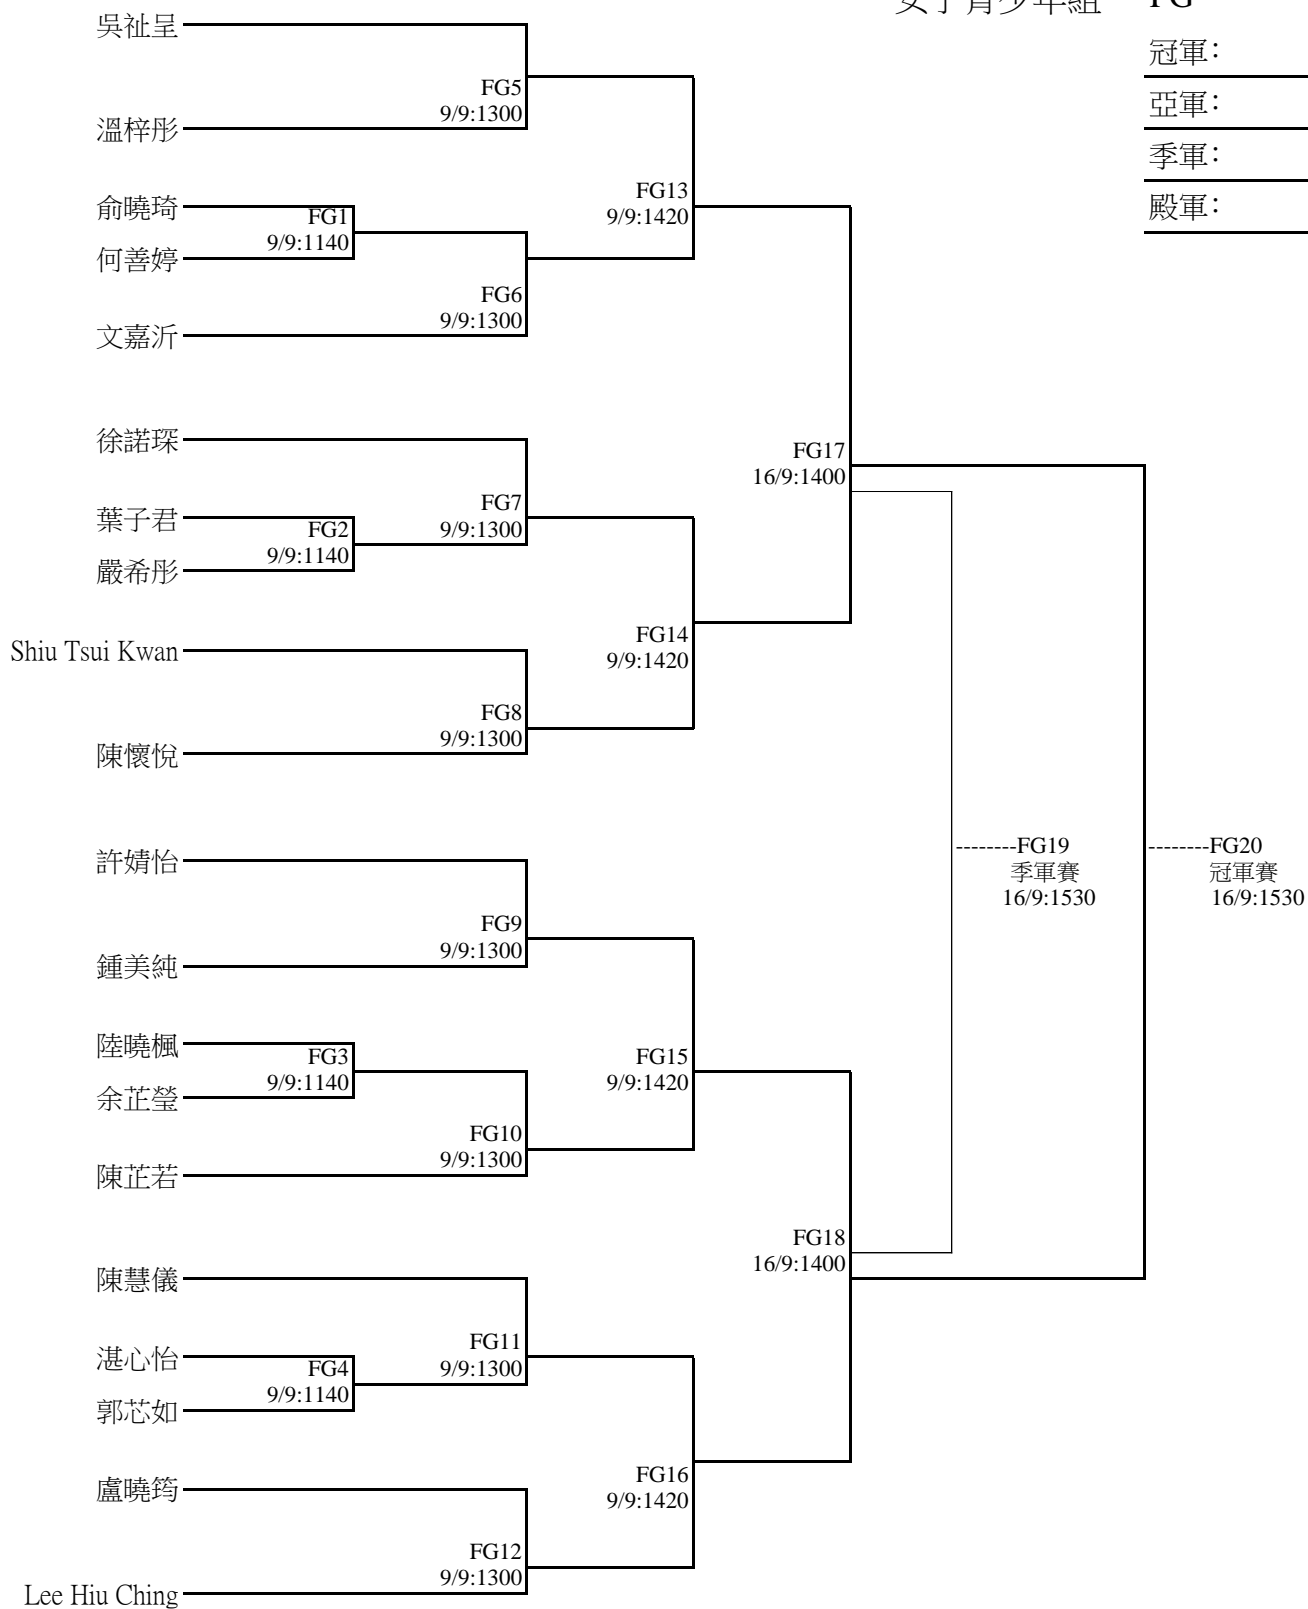 女子青少年組 FG
冠軍:
亞軍:
季軍:
殿軍:
吳祉呈
FG5
9/9:1300
溫梓彤
俞曉琦
FG1
9/9:1140
何善婷
FG13
9/9:1420
FG6
9/9:1300
文嘉沂
徐諾琛
FG17
16/9:1400
葉子君
FG2
9/9:1140
嚴希彤
FG7
9/9:1300
Shiu Tsui Kwan
FG14
9/9:1420
FG8
9/9:1300
陳懷悅
許婧怡
--------FG19
季軍賽
16/9:1530
--------FG20
冠軍賽
16/9:1530
FG9
9/9:1300
鍾美純
陸曉楓
FG3
9/9:1140
余芷瑩
FG15
9/9:1420
FG10
9/9:1300
陳芷若
FG18
16/9:1400
陳慧儀
湛心怡
FG4
9/9:1140
郭芯如
FG11
9/9:1300
盧曉筠
FG16
9/9:1420
FG12
9/9:1300
Lee Hiu Ching